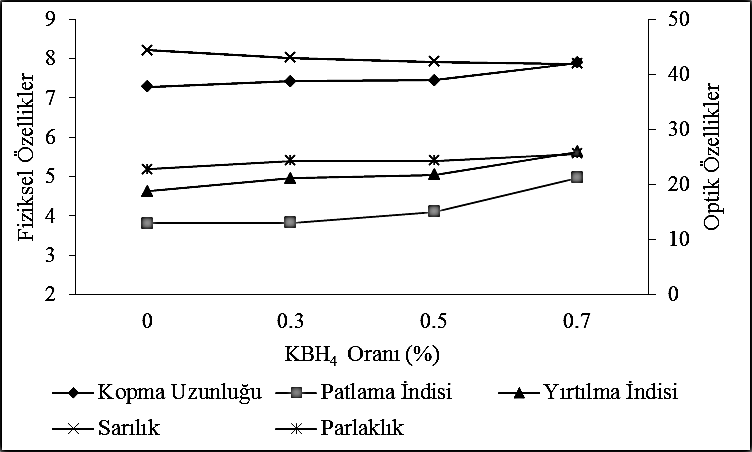 9
8
7
6
5
4
3
2
Fiziksel Özellikler
50
40
30
20
10
0
Optik Özellikler
0 0.3 0.5 0.7
KBH₄ Oranı (%)
Kopma Uzunluğu Patlama İndisi Yırtılma İndisi
Sarılık Parlaklık